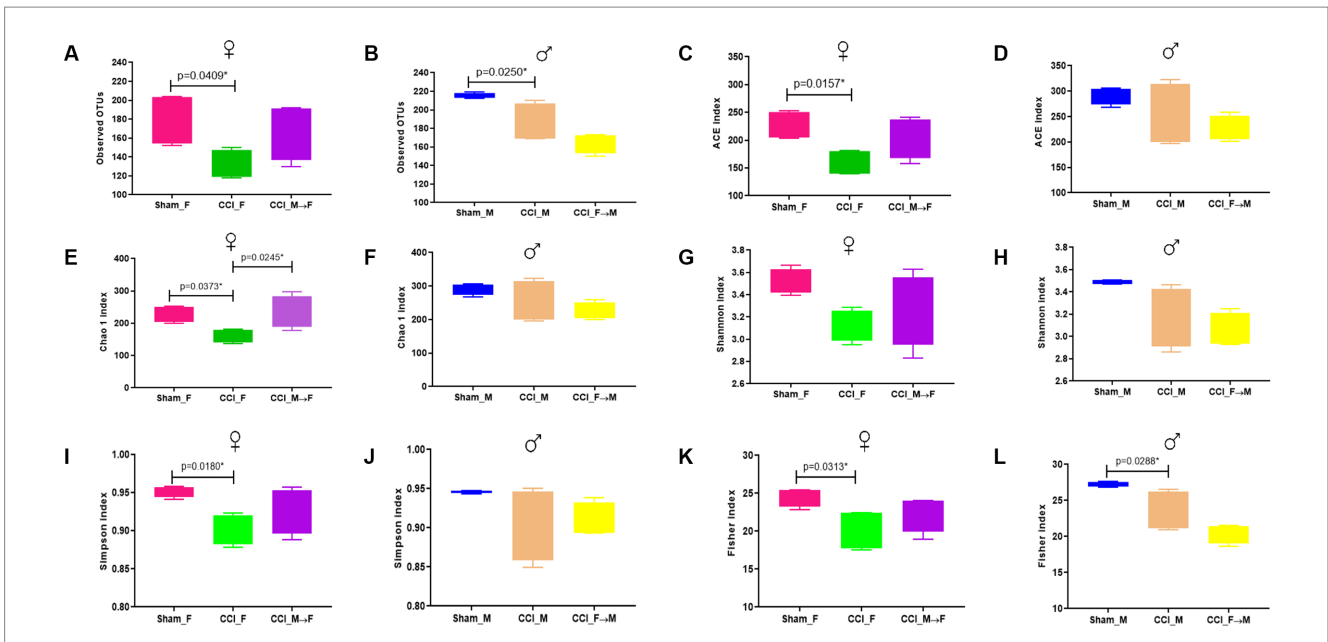 A
♀
Observed OTUs
240
220
200
180
160
140
120
100
p=0.0409*
Sham_F CCI_F CCI_M→F
B
♂
Observed OTUs
240
220
200
180
160
140
120
100
p=0.0250*
Sham_M CCI_M CCI_F→M
C
♀
ACE Index
350
300
250
200
150
100
p=0.0157*
Sham_F CCI_F CCI_M→F
D
♂
ACE Index
350
300
250
200
150
100
Sham_M CCI_M CCI_F→M
E
♀
Chao 1 Index
400
300
200
100
0
p=0.0245*
p=0.0373*
Sham_F CCI_F CCI_M→F
F
♂
Chao 1 Index
400
300
200
100
0
Sham_M CCI_M CCI_F→M
G
♀
Shannnon Index
3.8
3.6
3.4
3.2
3.0
2.8
2.6
Sham_F CCI_F CCI_M→F
H
♂
Shannon Index
3.8
3.6
3.4
3.2
3.0
2.8
2.6
Sham_M CCI_M CCI_F→M
I
♀
Simpson Index
1.00
0.95
0.90
0.85
0.80
p=0.0180*
Sham_F CCI_F CCI_M→F
J
♂
Simpson Index
1.00
0.95
0.90
0.85
0.80
Sham_M CCI_M CCI_F→M
K
♀
Fisher Index
30
25
20
15
10
p=0.0313*
Sham_F CCI_F CCI_M→F
L
♂
Fisher Index
30
25
20
15
10
p=0.0288*
Sham_M CCI_M CCI_F→M